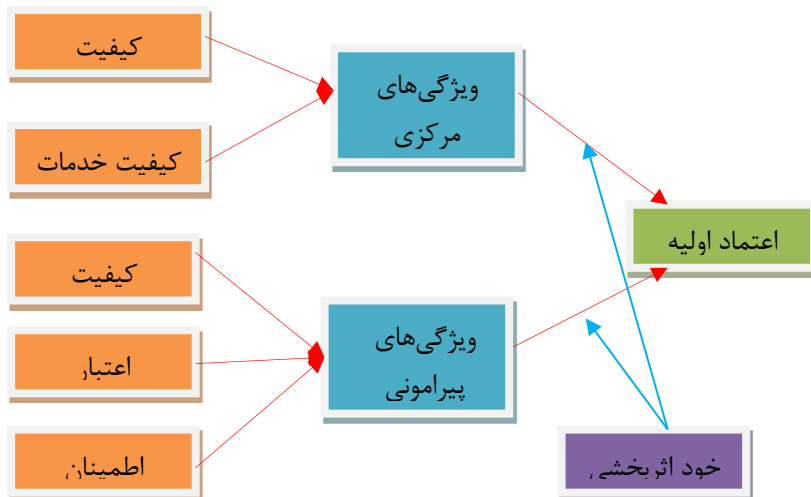 کیفیت
کیفیت خدمات
کیفیت
اعتبار
اطمینان
ویژگی‌های
مرکزی
ویژگی‌های
پیرامونی
اعتماد اولیه
خود اثربخشی